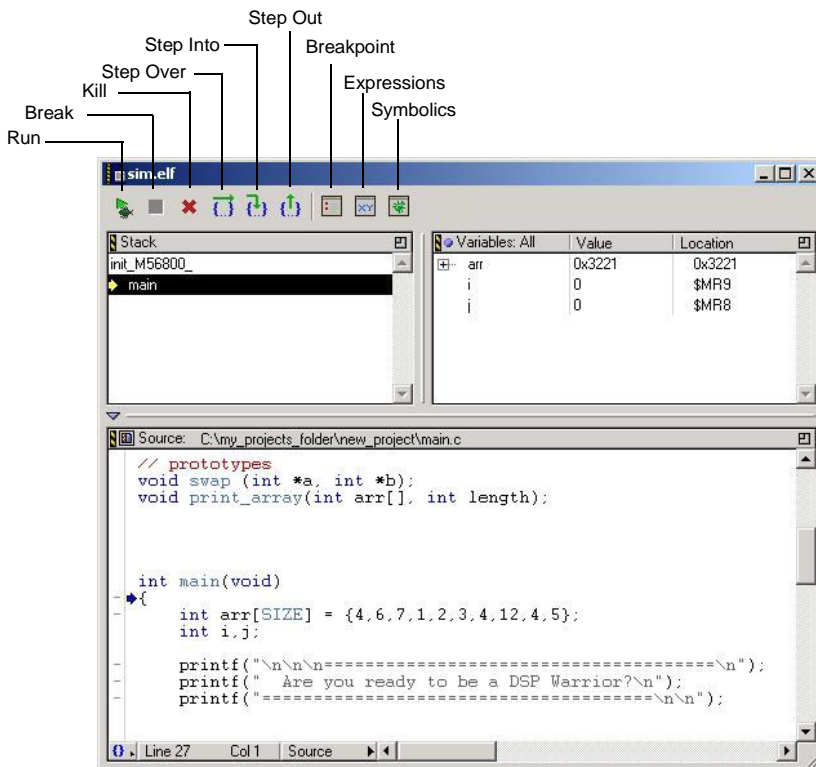 Step Out
Step Into
Breakpoint
Step Over
Expressions
Kill
Symbolics
Break
Run
sim.elf
Stack
Variables: All Value Location
init_M56800_
main
arr 0x3221 0x3221
i 0 $MR9
j 0 $MR8
Source: C:\my_projects_folder\new_project\main.c
// prototypes
void swap (int *a, int *b);
void print_array(int arr[], int length);
int main(void)
{
int arr[SIZE] = {4,6,7,1,2,3,4,12,4,5};
int i,j;
printf("\n\n\n======================================\n");
printf("  Are you ready to be a DSP Warrior?\n");
printf("======================================\n\n");
Line 27 Col 1 Source